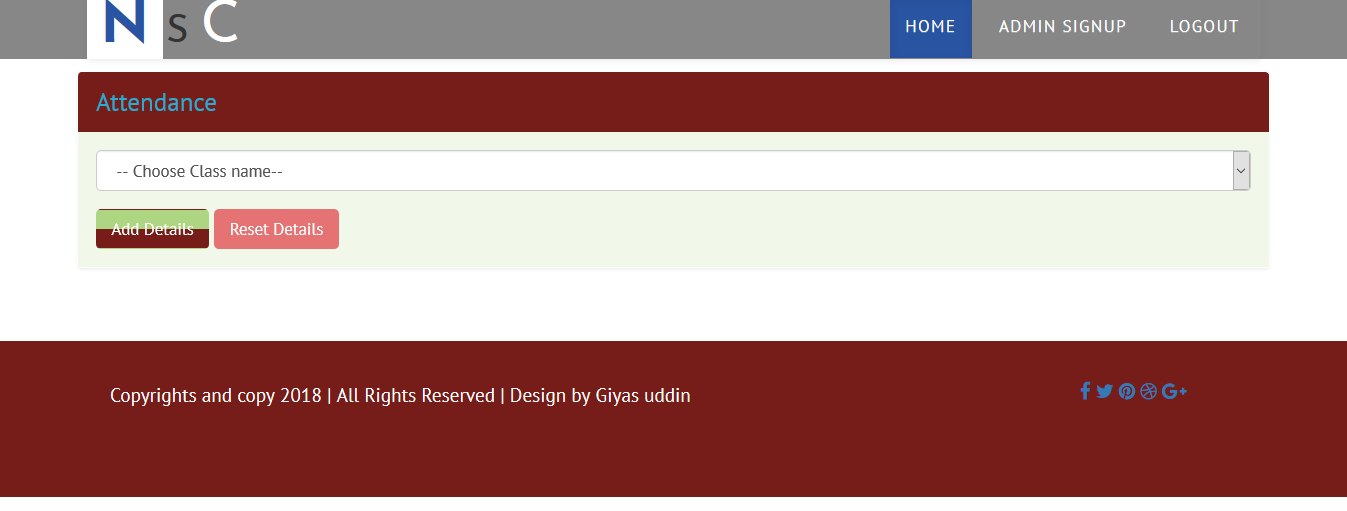 N s C HOME ADMIN SIGNUP LOGOUT
Attendance
-- Choose Class name--
Add Details Reset Details
Copyrights and copy 2018 | All Rights Reserved | Design by Giyas uddin